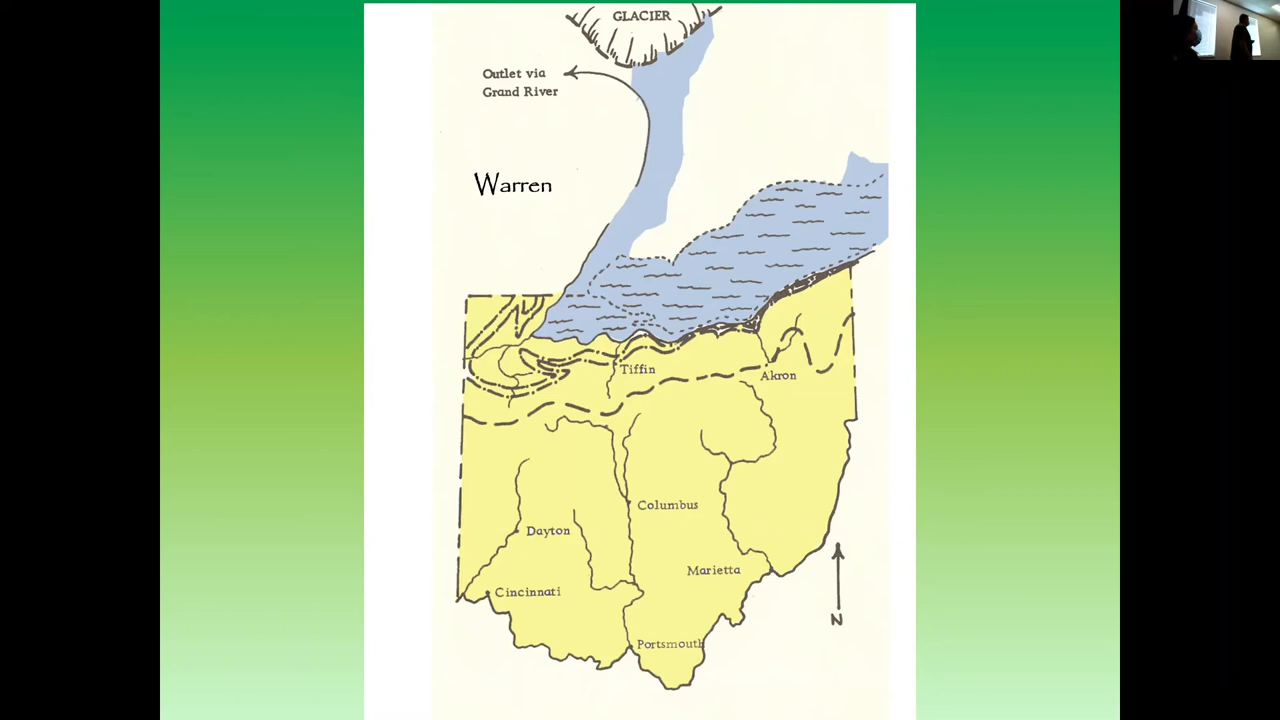 GLACIER
Outlet via
Grand River
Warren
Tiffin
Akron
Columbus
Dayton
Marietta
Cincinnati
N
Portsmouth